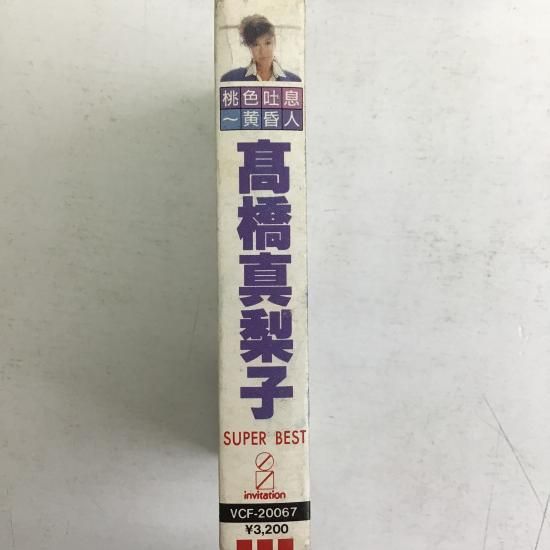 桃色吐息
～黄昏人
髙橋真梨子
SUPER BEST
invitation
VCF-20067
¥3,200